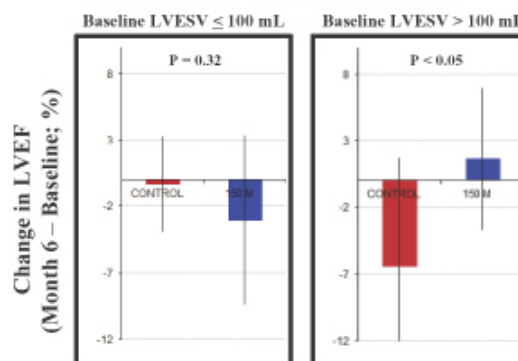 Baseline LVESV ≤ 100 mL
Baseline LVESV > 100 mL
Change in LVEF
(Month 6 – Baseline; %)
P = 0.32
8
3
-2
-7
-12
CONTROL
150 M
P < 0.05
8
3
-2
-7
-12
CONTROL
150 M